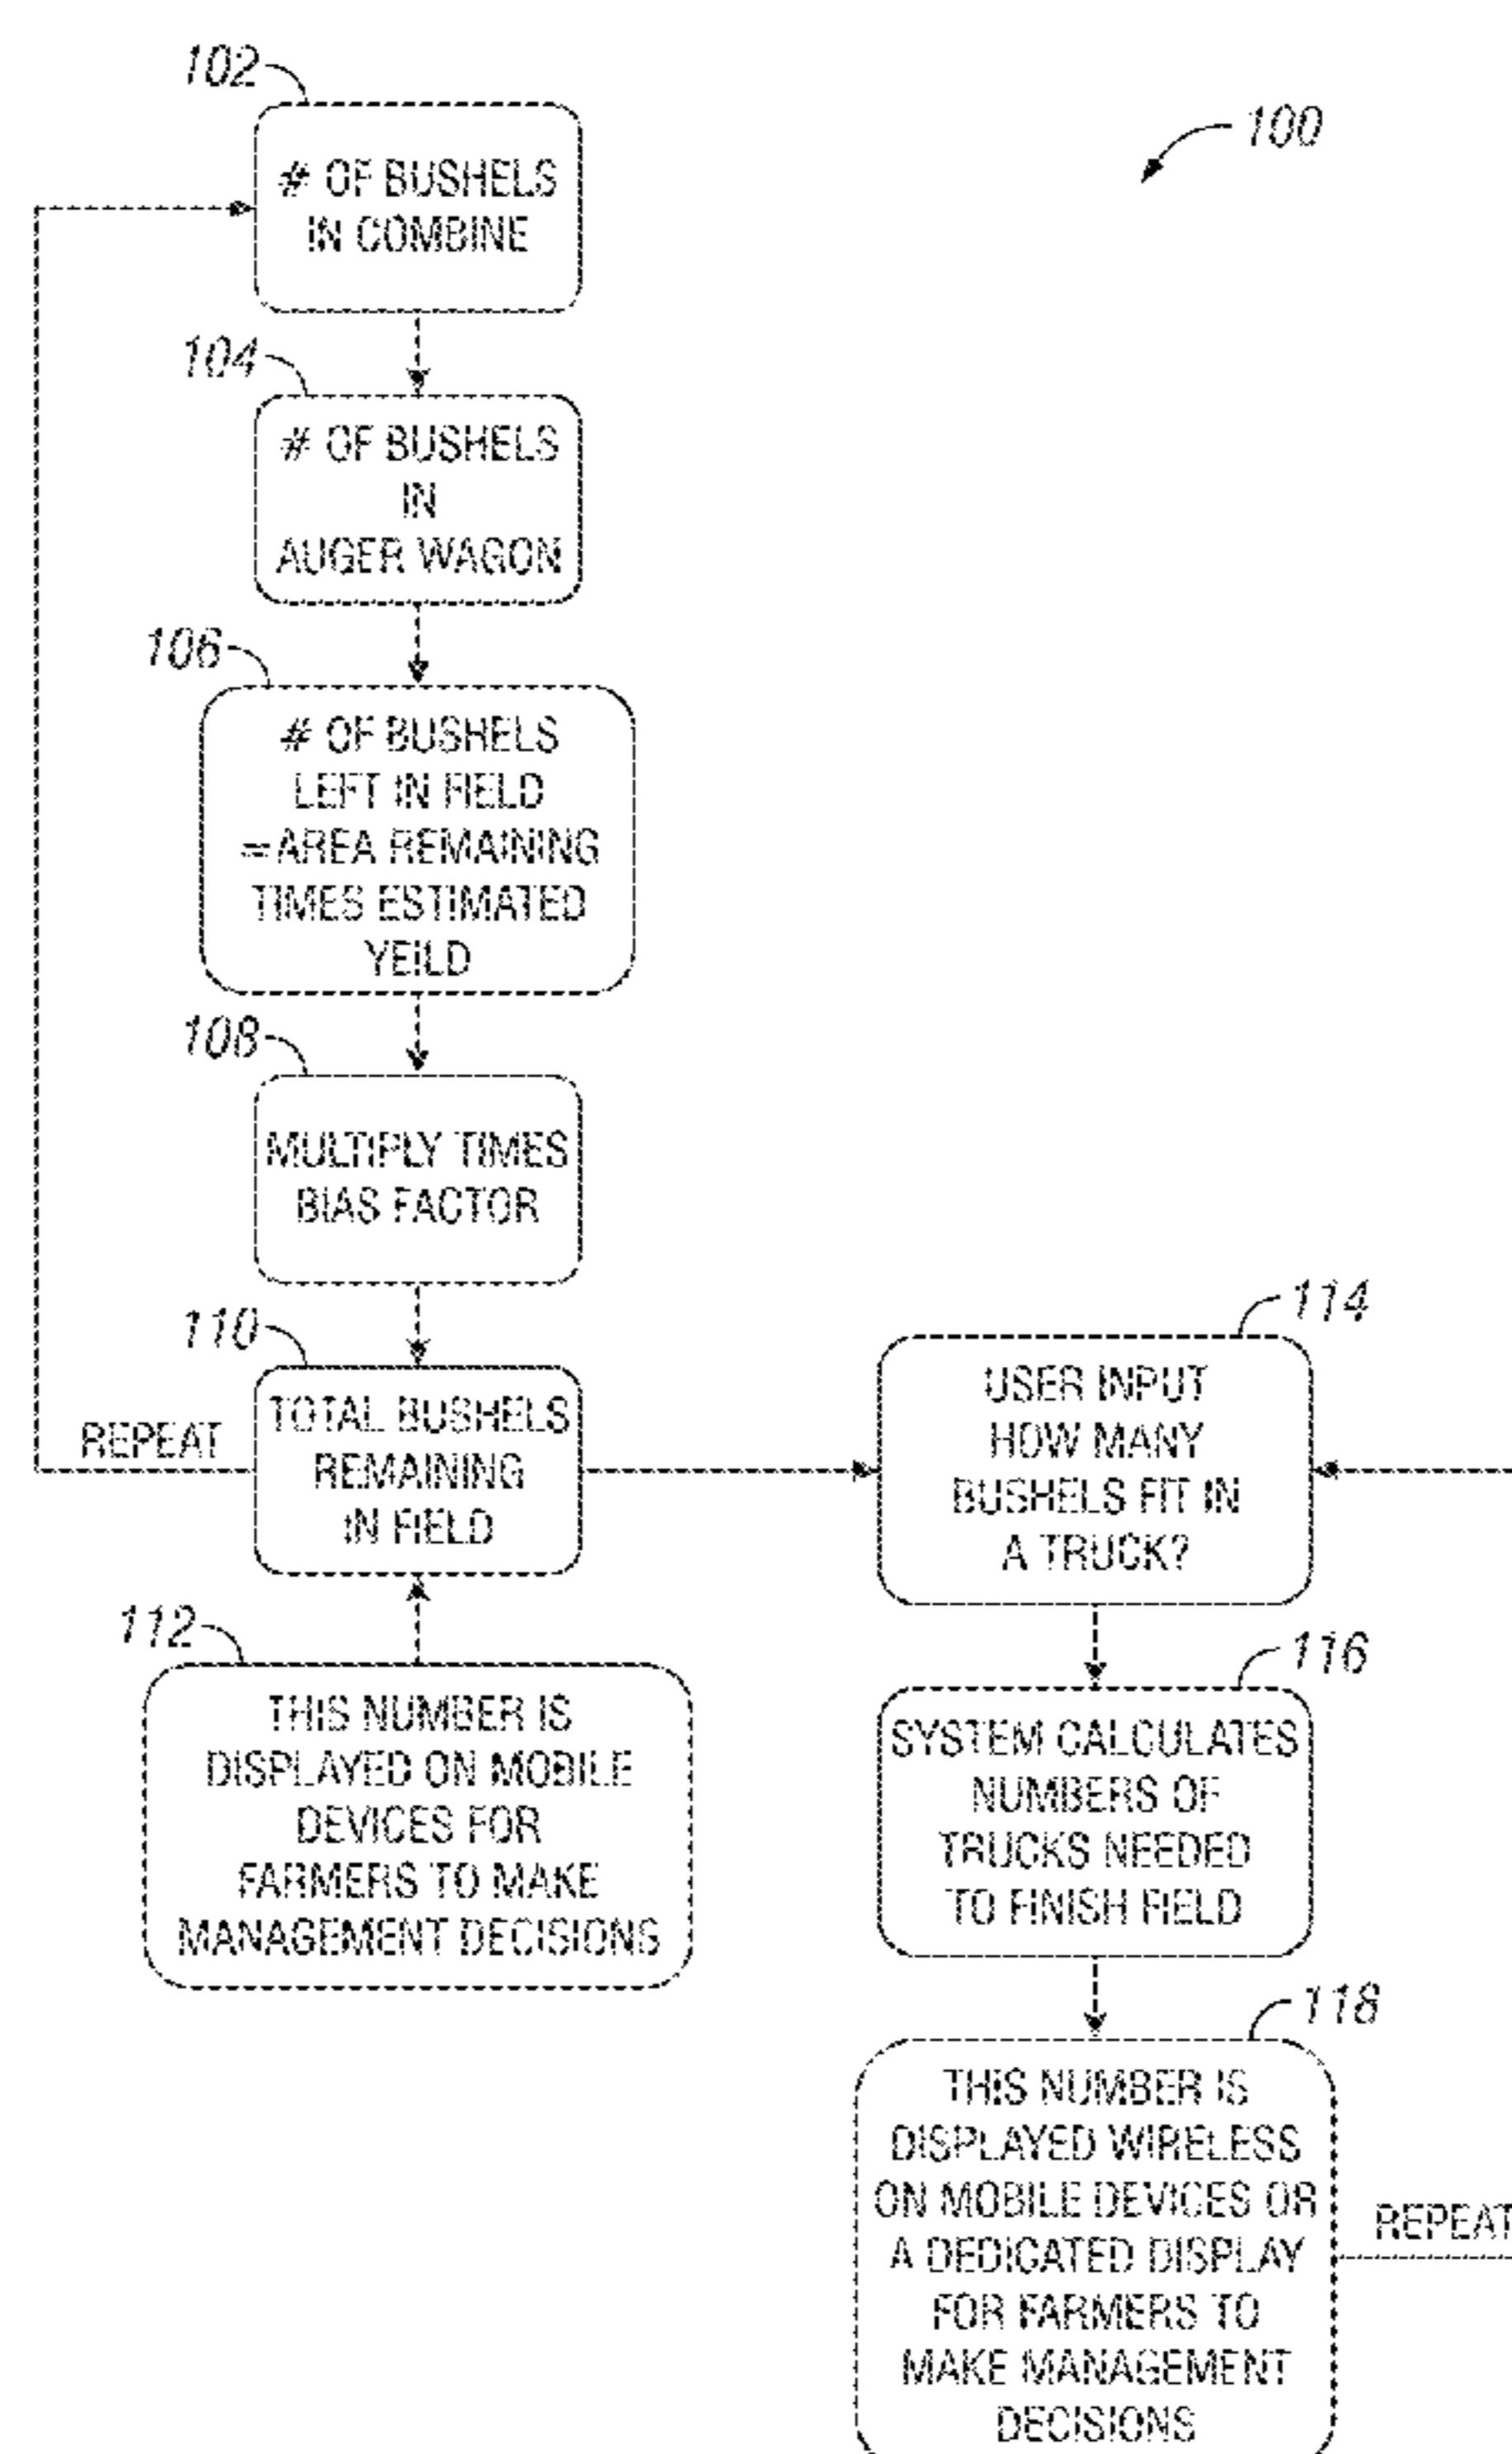 102
# OF BUSHELS
IN COMBINE
100
104
# OF BUSHELS
IN
AUGER WAGON
106
# OF BUSHELS
LEFT IN FIELD
=AREA REMAINING
TIMES ESTIMATED
YEILD
108
MULTIPLY TIMES
BIAS FACTOR
110
TOTAL BUSHELS
REMAINING
IN FIELD
REPEAT
112
THIS NUMBER IS
DISPLAYED ON MOBILE
DEVICES FOR
FARMERS TO MAKE
MANAGEMENT DECISIONS
114
USER INPUT
HOW MANY
BUSHELS FIT IN
A TRUCK?
116
SYSTEM CALCULATES
NUMBERS OF
TRUCKS NEEDED
TO FINISH FIELD
118
THIS NUMBER IS
DISPLAYED WIRELESS
ON MOBILE DEVICES OR
A DEDICATED DISPLAY
FOR FARMERS TO
MAKE MANAGEMENT
DECISIONS
REPEAT